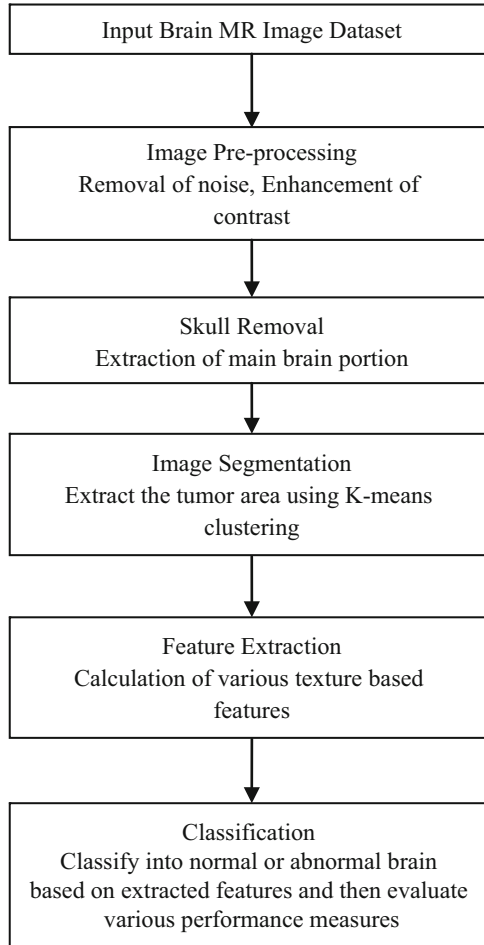 Input Brain MR Image Dataset
Image Pre-processing
Removal of noise, Enhancement of
contrast
Skull Removal
Extraction of main brain portion
Image Segmentation
Extract the tumor area using K-means
clustering
Feature Extraction
Calculation of various texture based
features
Classification
Classify into normal or abnormal brain
based on extracted features and then evaluate
various performance measures